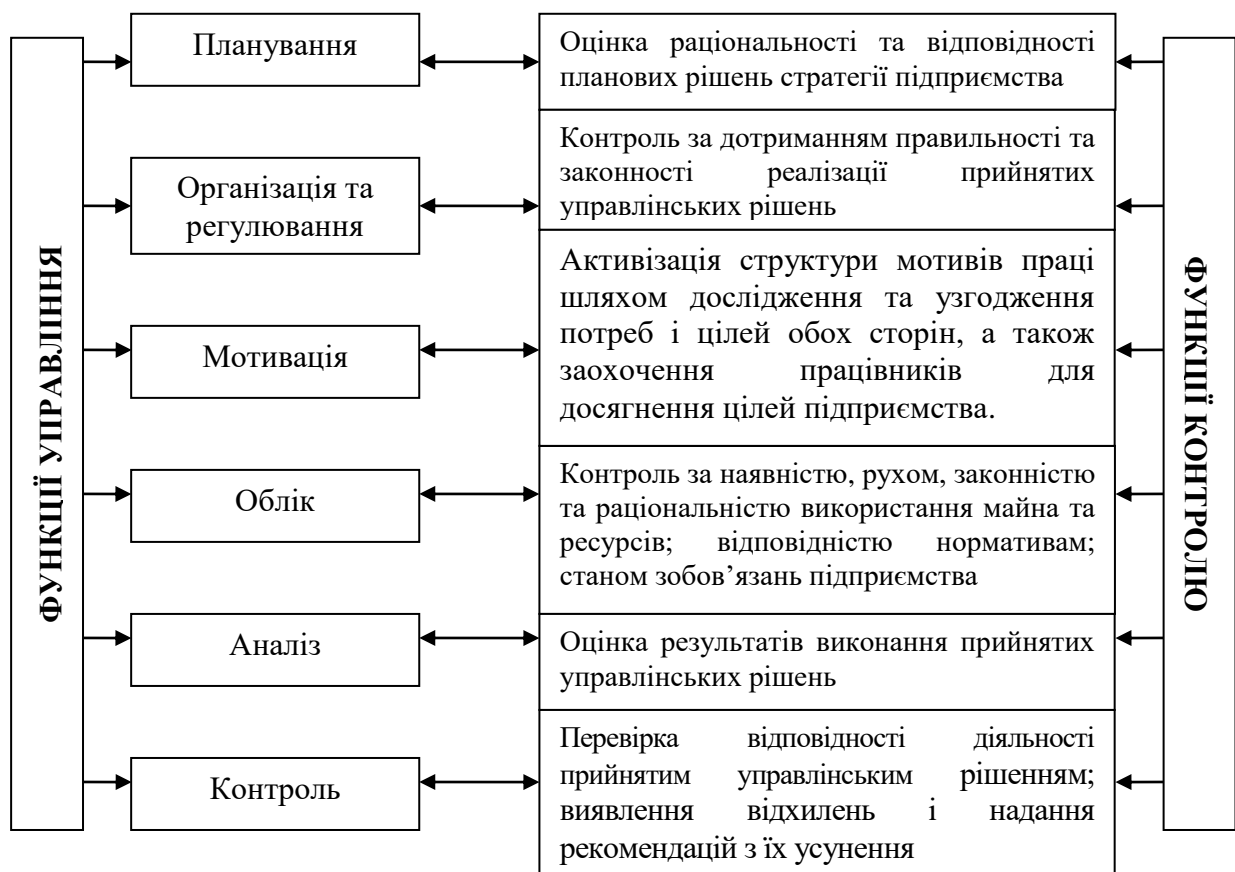 ФУНКЦІЇ УПРАВЛІННЯ
Планування
Оцінка раціональності та відповідності
планових рішень стратегії підприємства
Організація та
регулювання
Контроль за дотриманням правильності та
законності реалізації прийнятих
управлінських рішень
Мотивація
Активізація структури мотивів праці
шляхом дослідження та узгодження
потреб і цілей обох сторін, а також
заохочення працівників для
досягнення цілей підприємства.
Облік
Контроль за наявністю, рухом, законністю
та раціональністю використання майна та
ресурсів; відповідністю нормативам;
станом зобов’язань підприємства
Аналіз
Оцінка результатів виконання прийнятих
управлінських рішень
Контроль
Перевірка відповідності діяльності
прийнятим управлінським рішенням;
виявлення відхилень і надання
рекомендацій з їх усунення
ФУНКЦІЇ КОНТРОЛЮ